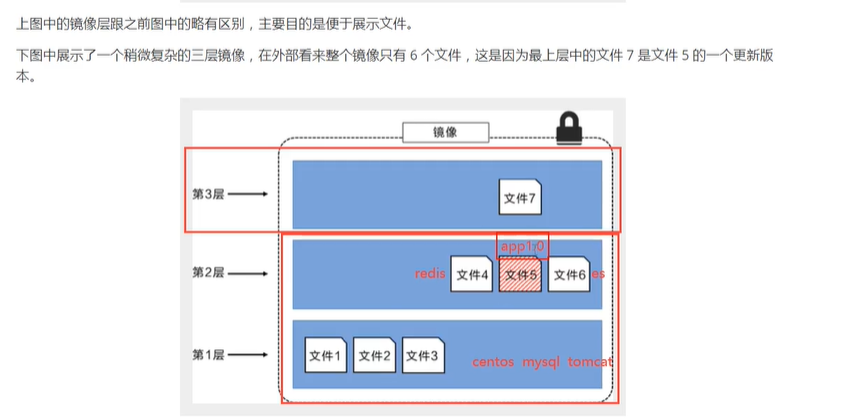 上图中的镜像层跟之前图中的略有区别，主要目的是便于展示文件。
下图中展示了一个稍微复杂的三层镜像，在外部看来整个镜像只有 6 个文件，这是因为最上层中的文件 7 是文件 5 的一个更新版
本。
镜像
第3层
文件7
app1.0
第2层
redis 文件4 文件5 文件6 es
第1层
文件1 文件2 文件3
centos mysql tomcat